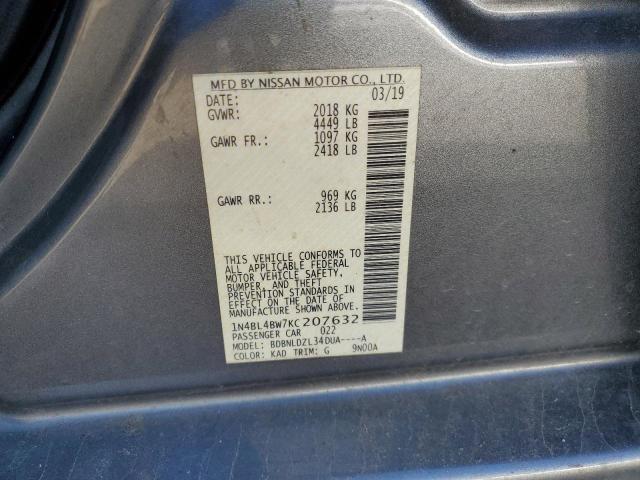 MFD BY NISSAN MOTOR CO., LTD.
DATE: 03/19
GVWR: 2018 KG
4449 LB
GAWR FR.: 1097 KG
2418 LB
GAWR RR.: 969 KG
2136 LB
THIS VEHICLE CONFORMS TO
ALL APPLICABLE FEDERAL
MOTOR VEHICLE SAFETY,
BUMPER, AND THEFT
PREVENTION STANDARDS IN
EFFECT ON THE DATE OF
MANUFACTURE SHOWN ABOVE.
1N4BL4BW7KC207632
PASSENGER CAR 022
MODEL: BDBNLDZL34DUA----A
COLOR: KAD TRIM: G 9N00A